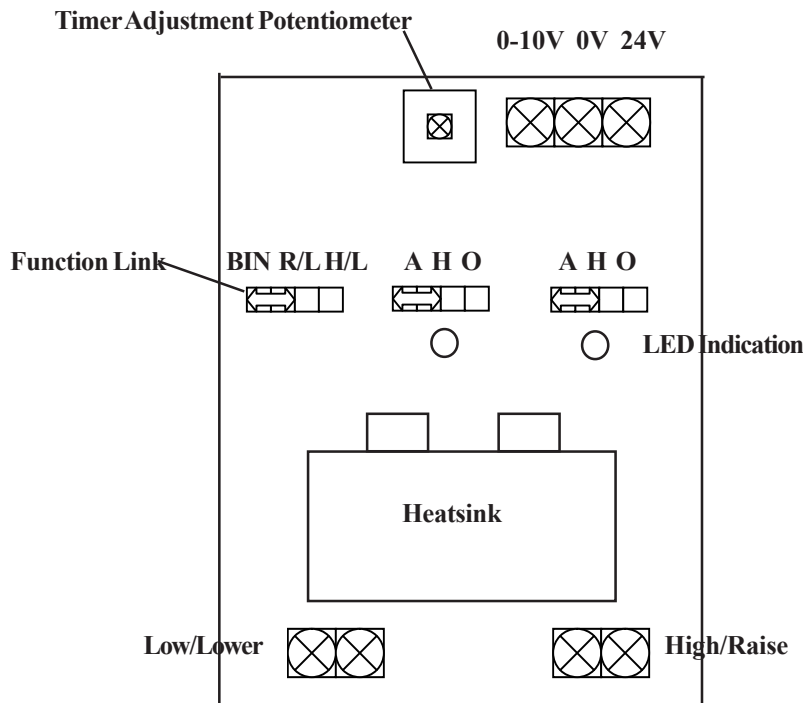 Timer Adjustment Potentiometer
0-10V 0V 24V
Function Link
BIN R/L H/L
A H O
A H O
LED Indication
Heatsink
Low/Lower
High/Raise